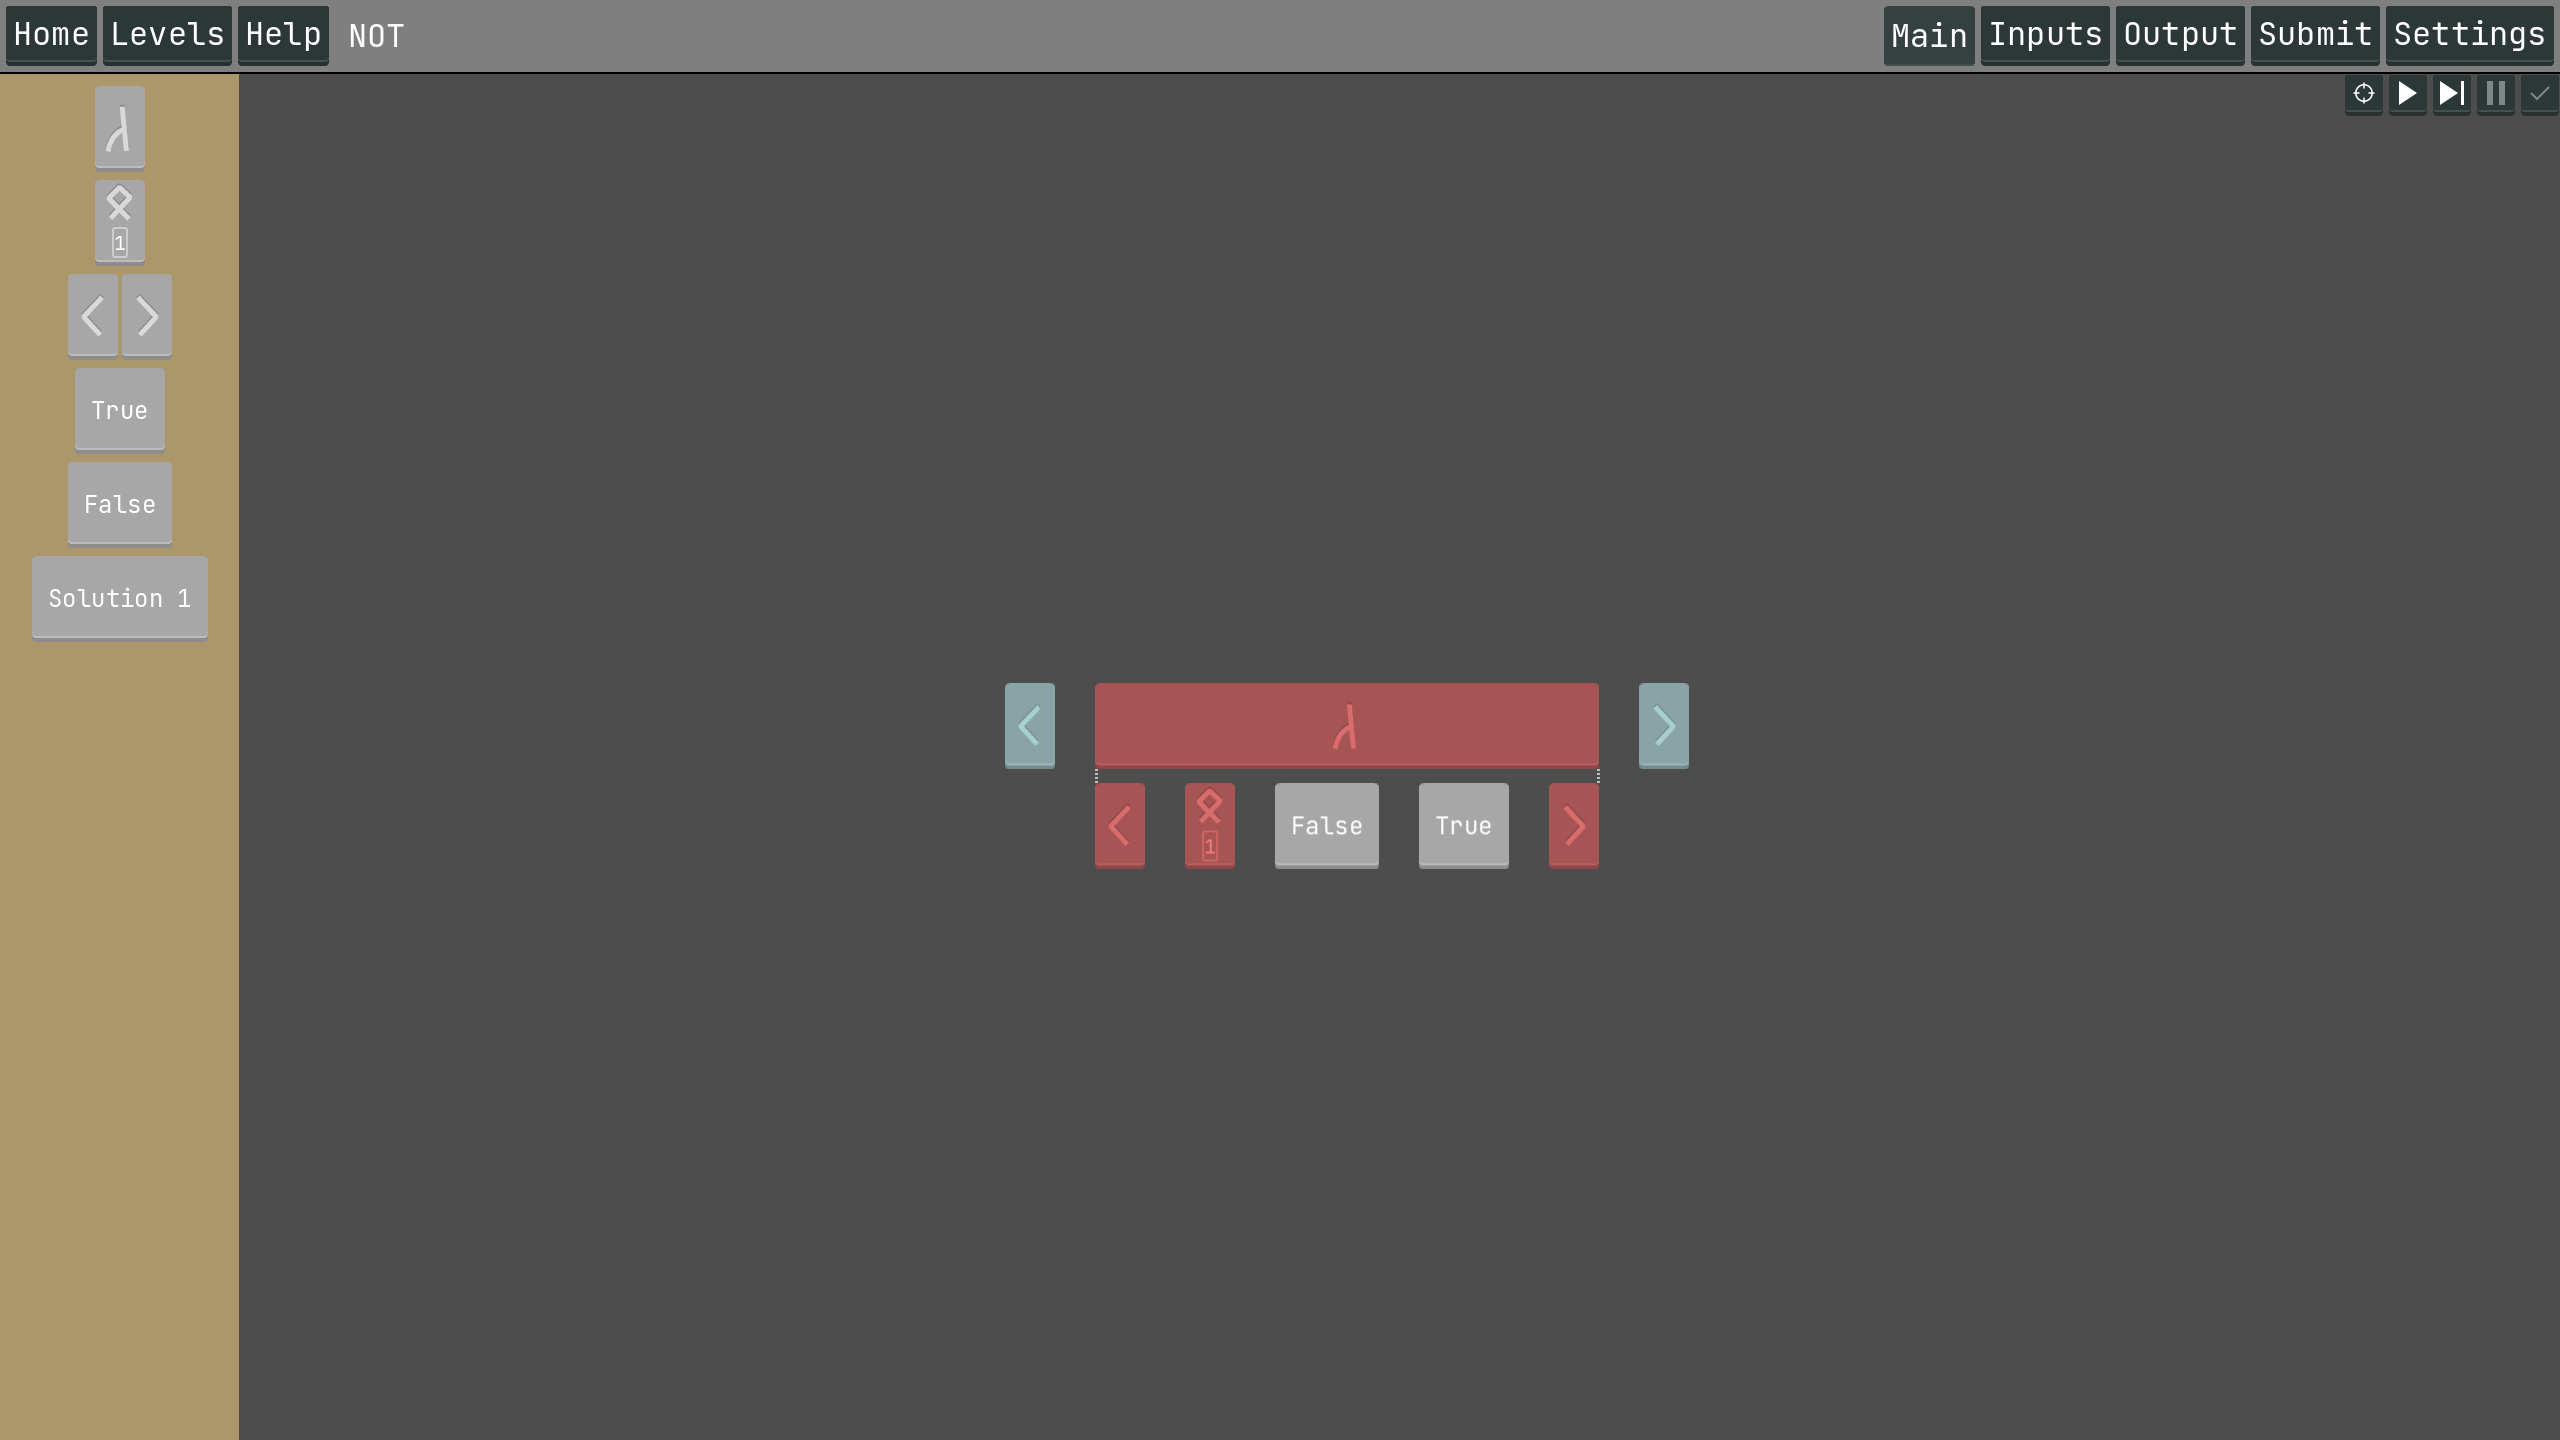 Home Levels Help NOT Main Inputs Output Submit Settings
λ
1
< >
True
False
Solution 1
< λ >
< 1 False True >